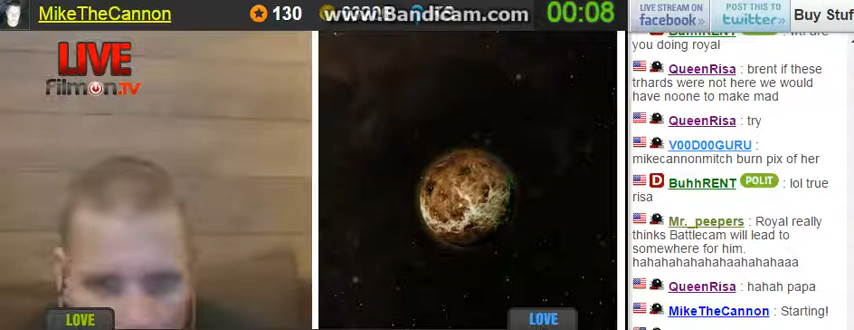 MikeTheCannon
130
www.Bandicam.com
00:08
LIVE STREAM ON
facebook»
POST THIS TO
twitter»
Buy Stuf
LIVE
FilmOn.TV
LOVE
LOVE
you doing royal
QueenRisa : brent if these
trhards were not here we would
have noone to make mad
QueenRisa : try
V00D00GURU :
mikecannonmitch burn pix of her
D BuhhRENT POLIT : lol true
risa
Mr._peepers : Royal really
thinks Battlecam will lead to
somewhere for him.
hahahahahahahaahahahaaa
QueenRisa : hahah papa
MikeTheCannon : Starting!